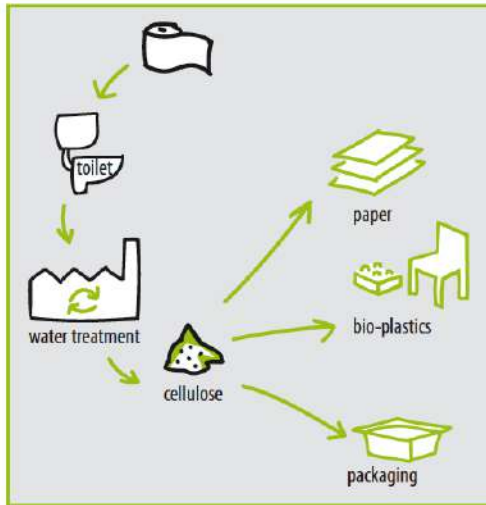 toilet
paper
water treatment
bio-plastics
cellulose
packaging